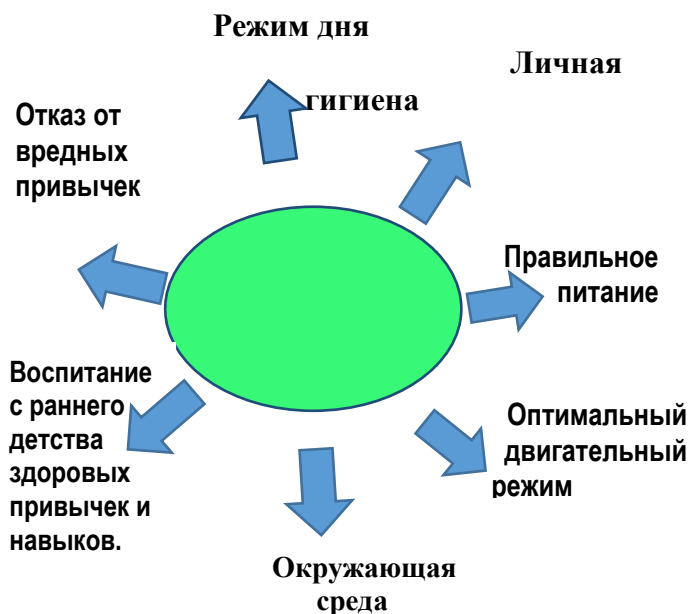 Режим дня
Личная
гигиена
Отказ от
вредных
привычек
Правильное
питание
Воспитание
с раннего
детства
здоровых
привычек и
навыков.
Оптимальный
двигательный
режим
Окружающая
среда